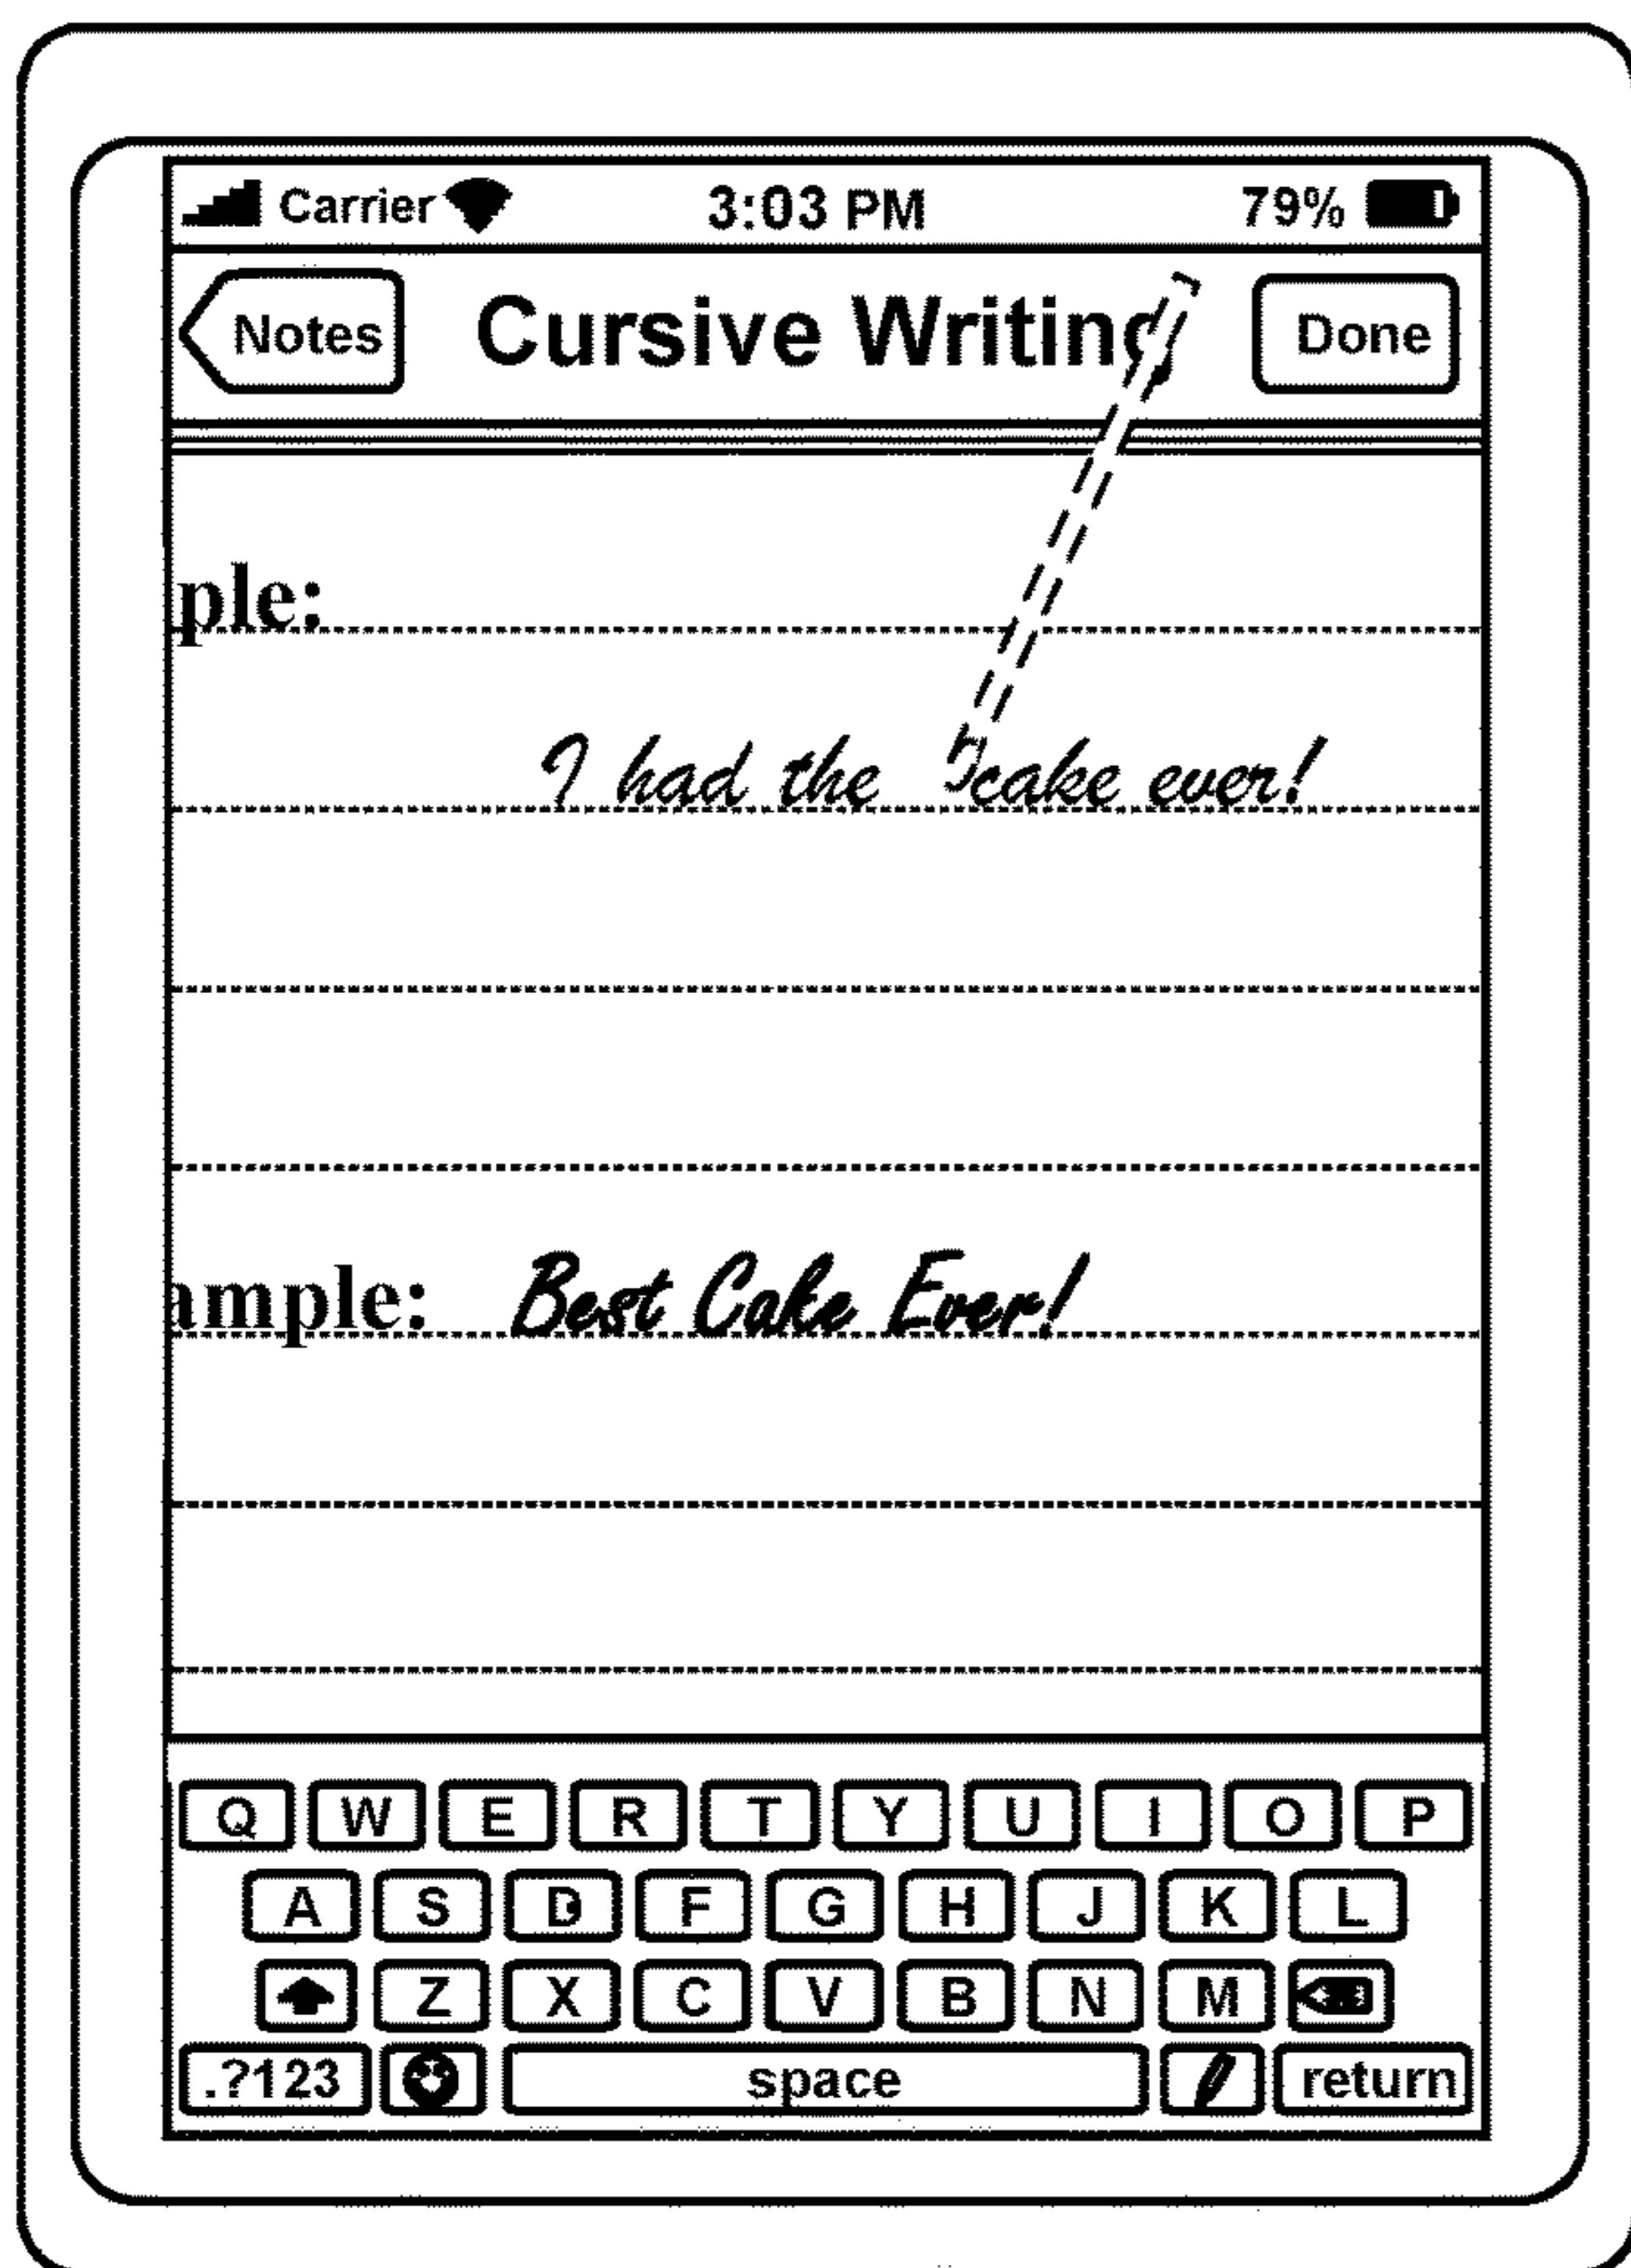 Carrier 3:03 PM 79%
Notes Cursive Writing Done
ple:
I had the cake ever!
ample: Best Cake Ever!
Q W E R T Y U I O P
A S D F G H J K L
Z X C V B N M
.?123 space return